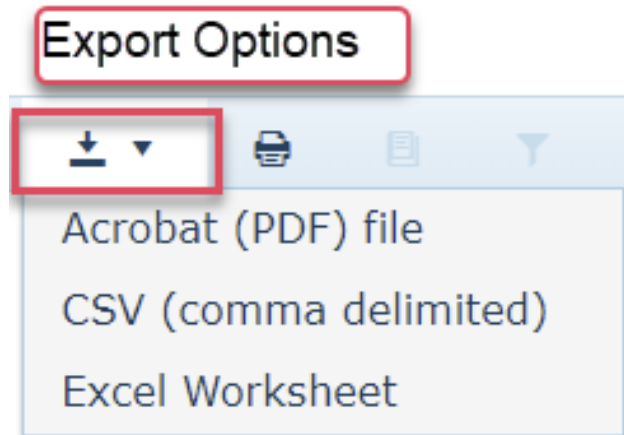 Export Options
Acrobat (PDF) file
CSV (comma delimited)
Excel Worksheet